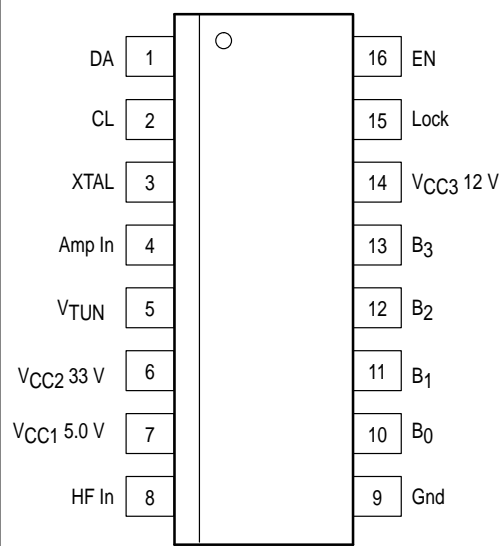 DA 1 16 EN
CL 2 15 Lock
XTAL 3 14 VCC3 12 V
Amp In 4 13 B3
VTUN 5 12 B2
VCC2 33 V 6 11 B1
VCC1 5.0 V 7 10 B0
HF In 8 9 Gnd